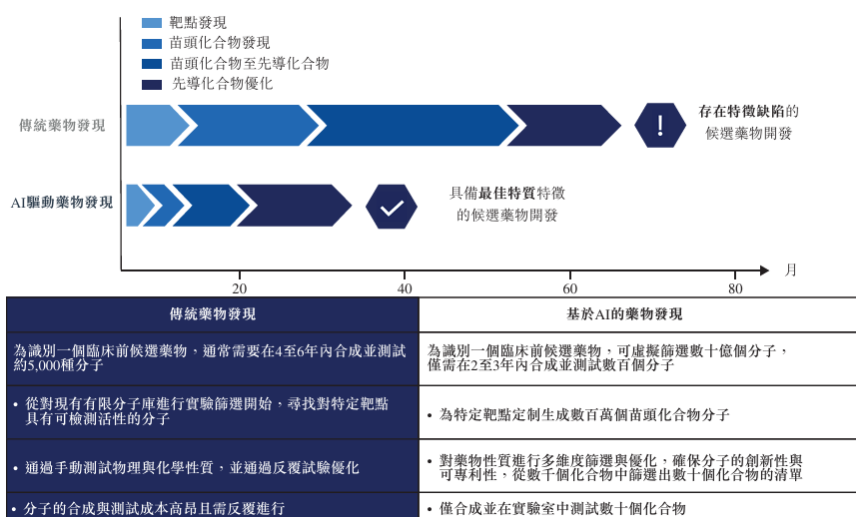 靶點發現
苗頭化合物發現
苗頭化合物至先導化合物
先導化合物優化
傳統藥物發現
!
存在特徵缺陷的
候選藥物開發
AI驅動藥物發現
具備最佳特質特徵
的候選藥物開發
20
40
60
80
月
傳統藥物發現
基於AI的藥物發現
為識別一個臨床前候選藥物，通常需要在4至6年內合成並測試
約5,000種分子
為識別一個臨床前候選藥物，可虛擬篩選數十億個分子，
僅需在2至3年內合成並測試數百個分子
• 從對現有有限分子庫進行實驗篩選開始，尋找對特定靶點
具有可檢測活性的分子
• 為特定靶點定制生成數百萬個苗頭化合物分子
• 通過手動測試物理與化學性質，並通過反覆試驗優化
• 對藥物性質進行多維度篩選與優化，確保分子的創新性與
可專利性，從數千個化合物中篩選出數十個化合物的清單
• 分子的合成與測試成本高昂且需反覆進行
• 僅合成並在實驗室中測試數十個化合物